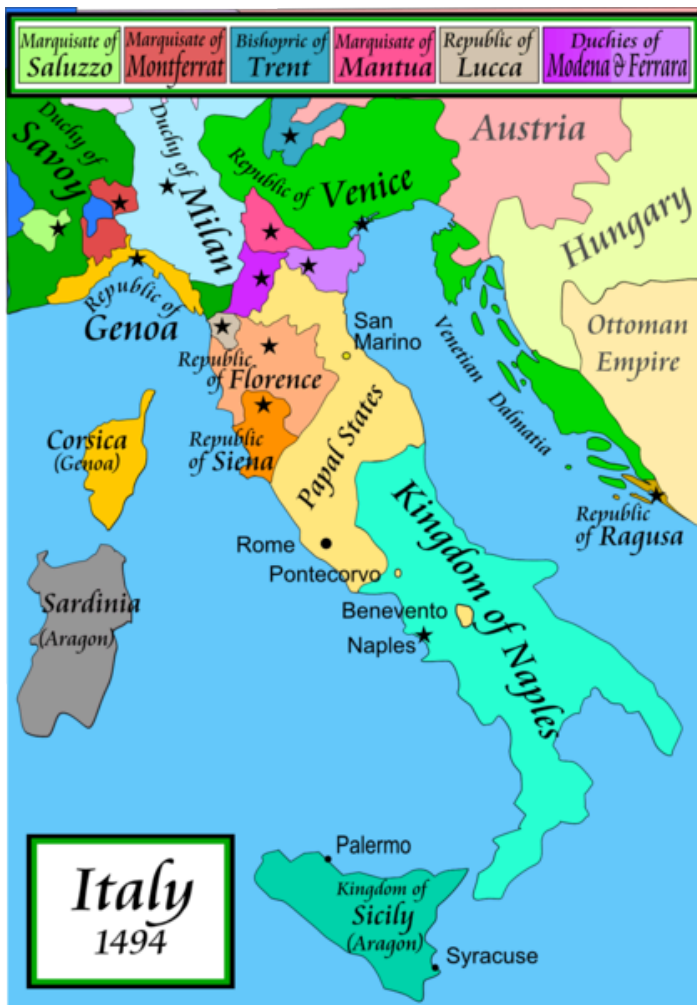 Marquisate of
Saluzzo
Marquisate of
Montferrat
Bishopric of
Trent
Marquisate of
Mantua
Republic of
Lucca
Duchies of
Modena & Ferrara
Duchy of
Savoy
Duchy of
Milan
Republic of
Venice
Austria
Hungary
Ottoman
Empire
Republic of
Genoa
San
Marino
Republic
of Florence
Venetian
Dalmatia
Corsica
(Genoa)
Republic
of Siena
Papal States
Republic
of Ragusa
Rome
Pontecorvo
Kingdom of Naples
Sardinia
(Aragon)
Benevento
Naples
Palermo
Kingdom of
Sicily
(Aragon)
Syracuse
Italy
1494